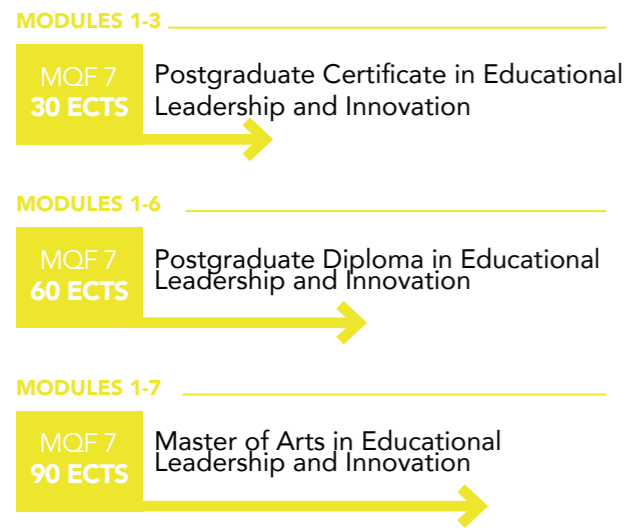 MODULES 1-3
MQF 7
30 ECTS
Postgraduate Certificate in Educational
Leadership and Innovation
MODULES 1-6
MQF 7
60 ECTS
Postgraduate Diploma in Educational
Leadership and Innovation
MODULES 1-7
MQF 7
90 ECTS
Master of Arts in Educational
Leadership and Innovation